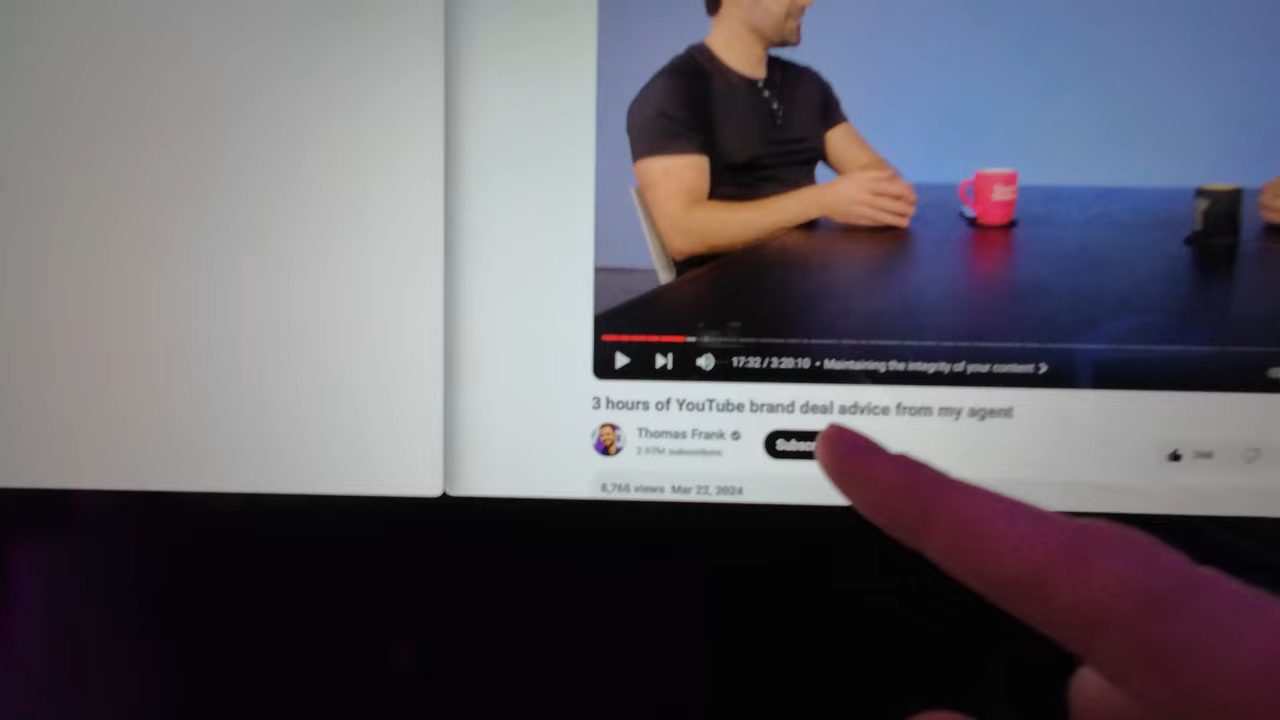 17:32 / 3:20:10 • Maintaining the integrity of your content
3 hours of YouTube brand deal advice from my agent
Thomas Frank
subscribers
8,766 views Mar 22, 2024